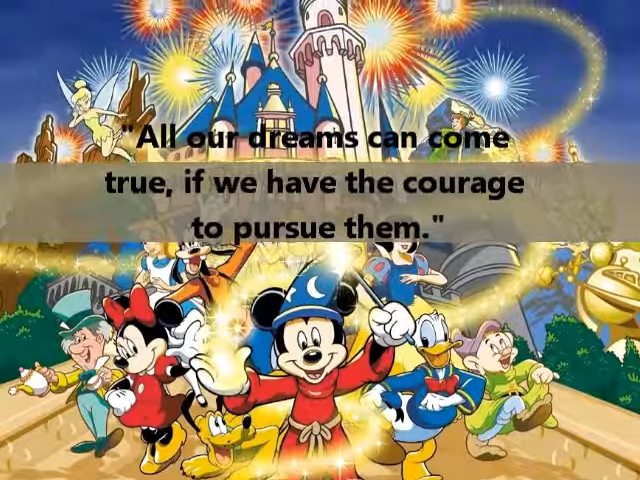 "All our dreams can come
true, if we have the courage
to pursue them."